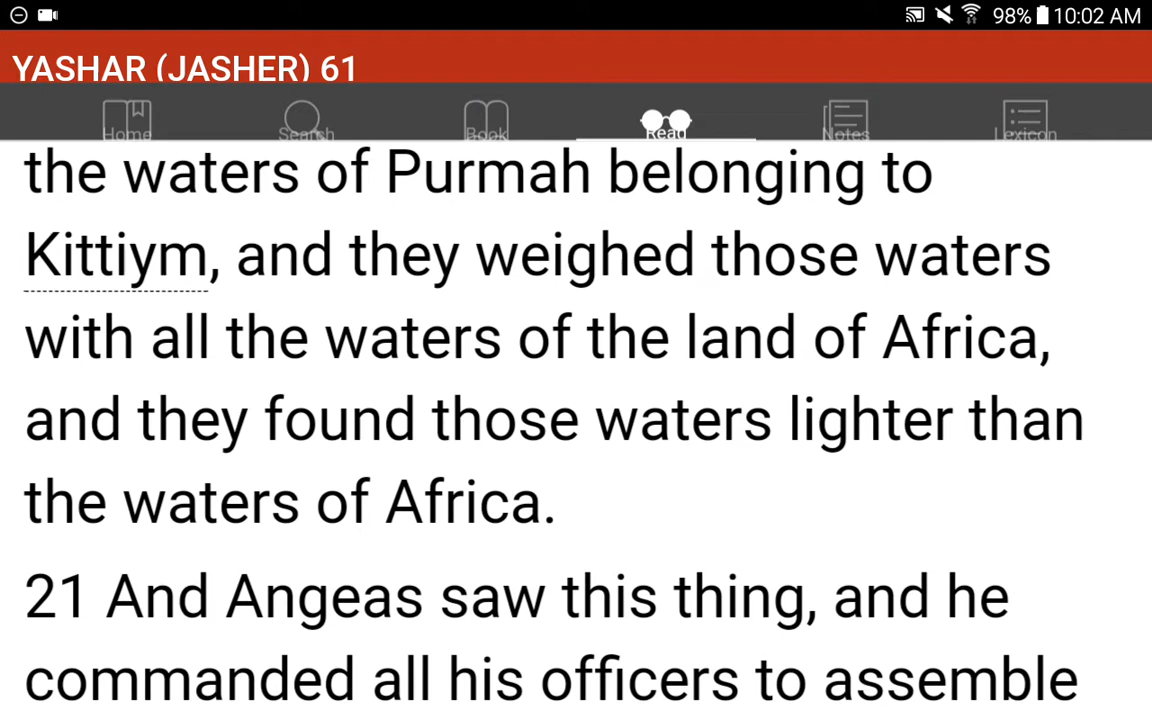 98% 10:02 AM
YASHAR (JASHER) 61
Home Search Book Read Notes Lexicon
the waters of Purmah belonging to
Kittiym, and they weighed those waters
with all the waters of the land of Africa,
and they found those waters lighter than
the waters of Africa.
21 And Angeas saw this thing, and he
commanded all his officers to assemble